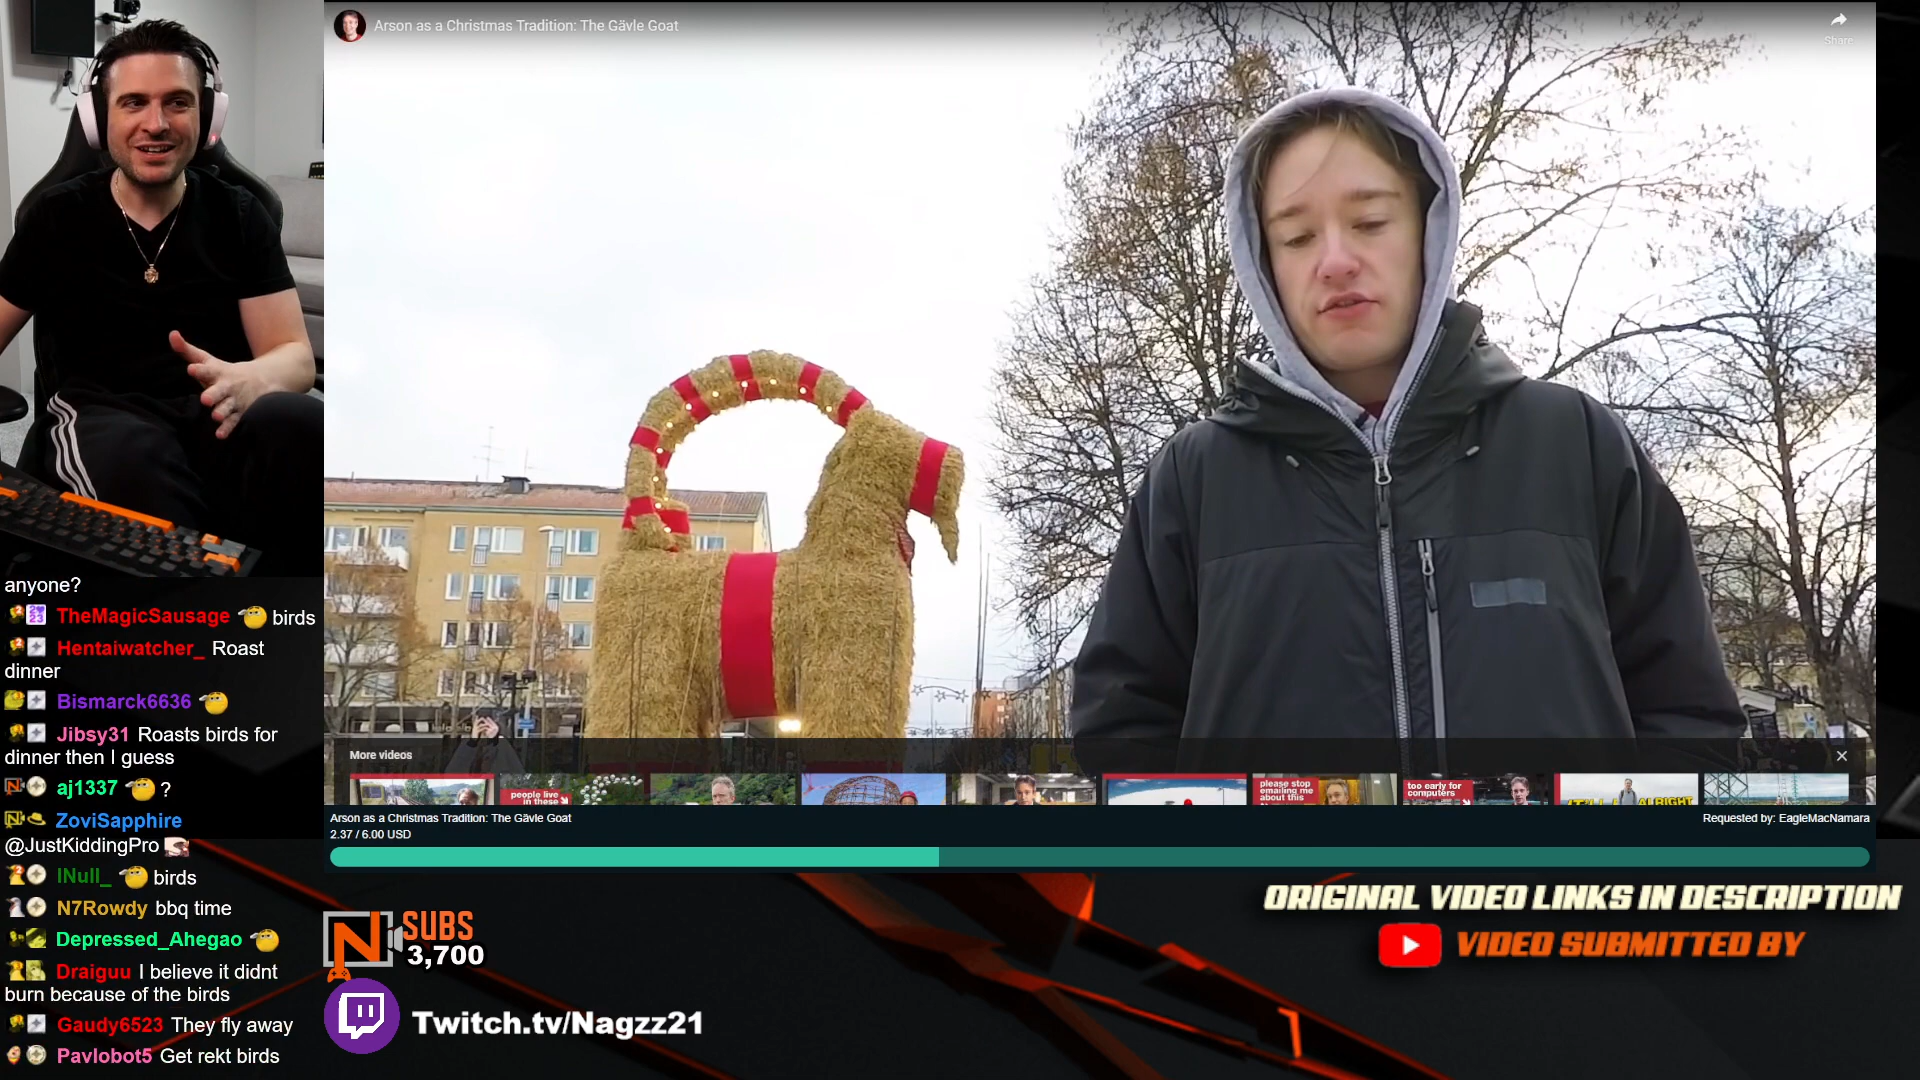 Arson as a Christmas Tradition: The Gävle Goat
Share
More videos
people live
in these
please stop
emailing me
about this
too early for
computers
IT'LL ALRIGHT
Arson as a Christmas Tradition: The Gävle Goat
2.37 / 6.00 USD
Requested by: EagleMacNamara
anyone?
TheMagicSausage birds
Hentaiwatcher_ Roast
dinner
Bismarck6636
Jibsy31 Roasts birds for
dinner then I guess
aj1337 ?
ZoviSapphire
@JustKiddingPro
INull_ birds
N7Rowdy bbq time
Depressed_Ahegao
Draiguu I believe it didnt
burn because of the birds
Gaudy6523 They fly away
Pavlobot5 Get rekt birds
N SUBS
3,700
Twitch.tv/Nagzz21
ORIGINAL VIDEO LINKS IN DESCRIPTION
VIDEO SUBMITTED BY